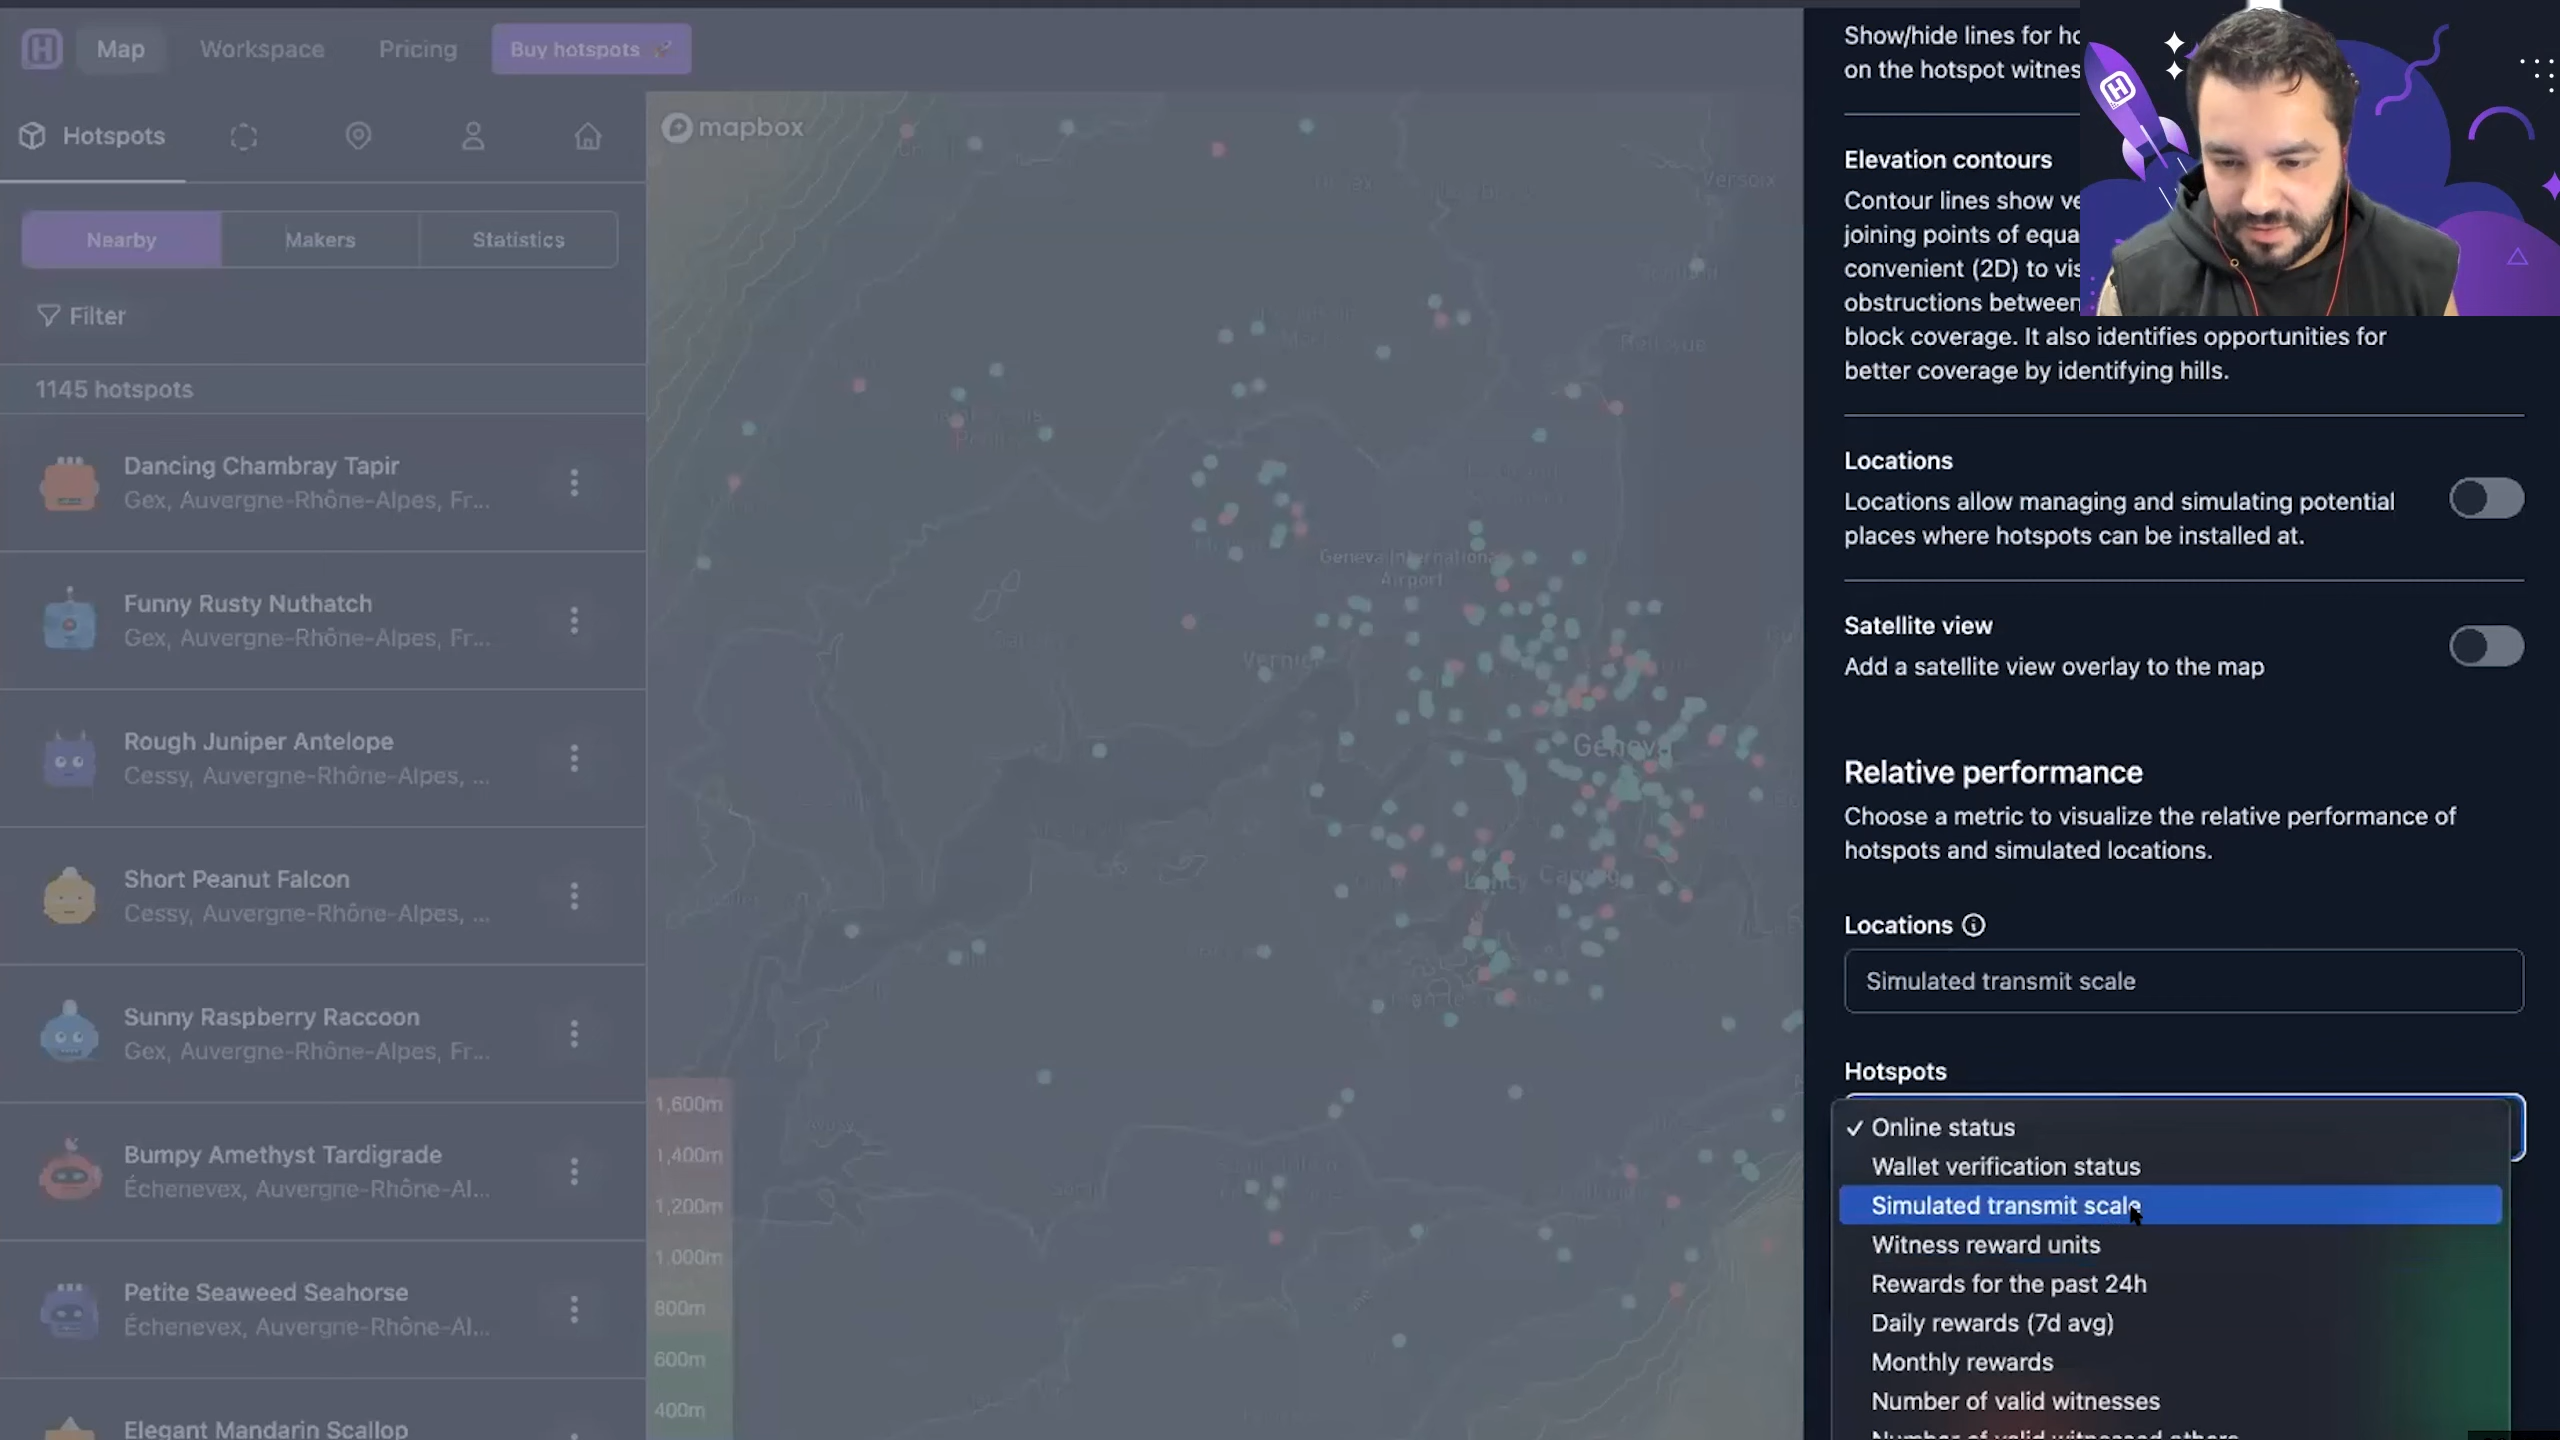 Map
Workspace
Pricing
Buy hotspots
Hotspots
Nearby
Makers
Statistics
Filter
1145 hotspots
Dancing Chambray Tapir
Gex, Auvergne-Rhône-Alpes, Fr...
Funny Rusty Nuthatch
Gex, Auvergne-Rhône-Alpes, Fr...
Rough Juniper Antelope
Cessy, Auvergne-Rhône-Alpes, ...
Short Peanut Falcon
Cessy, Auvergne-Rhône-Alpes, ...
Sunny Raspberry Raccoon
Gex, Auvergne-Rhône-Alpes, Fr...
Bumpy Amethyst Tardigrade
Échenevex, Auvergne-Rhône-Al...
Petite Seaweed Seahorse
Échenevex, Auvergne-Rhône-Al...
Elegant Mandarin Scallop
mapbox
Versoix
Bellevue
Geneva International
Airport
Vernier
Geneva
Lancy
Carouge
1,600m
1,400m
1,200m
1,000m
800m
600m
400m
Show/hide lines for
on the hotspot
Elevation contours
Contour lines show
joining points of
convenient (2D) to
obstructions between
block coverage. It also identifies opportunities for
better coverage by identifying hills.
Locations
Locations allow managing and simulating potential
places where hotspots can be installed at.
Satellite view
Add a satellite view overlay to the map
Relative performance
Choose a metric to visualize the relative performance of
hotspots and simulated locations.
Locations
Simulated transmit scale
Hotspots
✓ Online status
Wallet verification status
Simulated transmit scale
Witness reward units
Rewards for the past 24h
Daily rewards (7d avg)
Monthly rewards
Number of valid witnesses